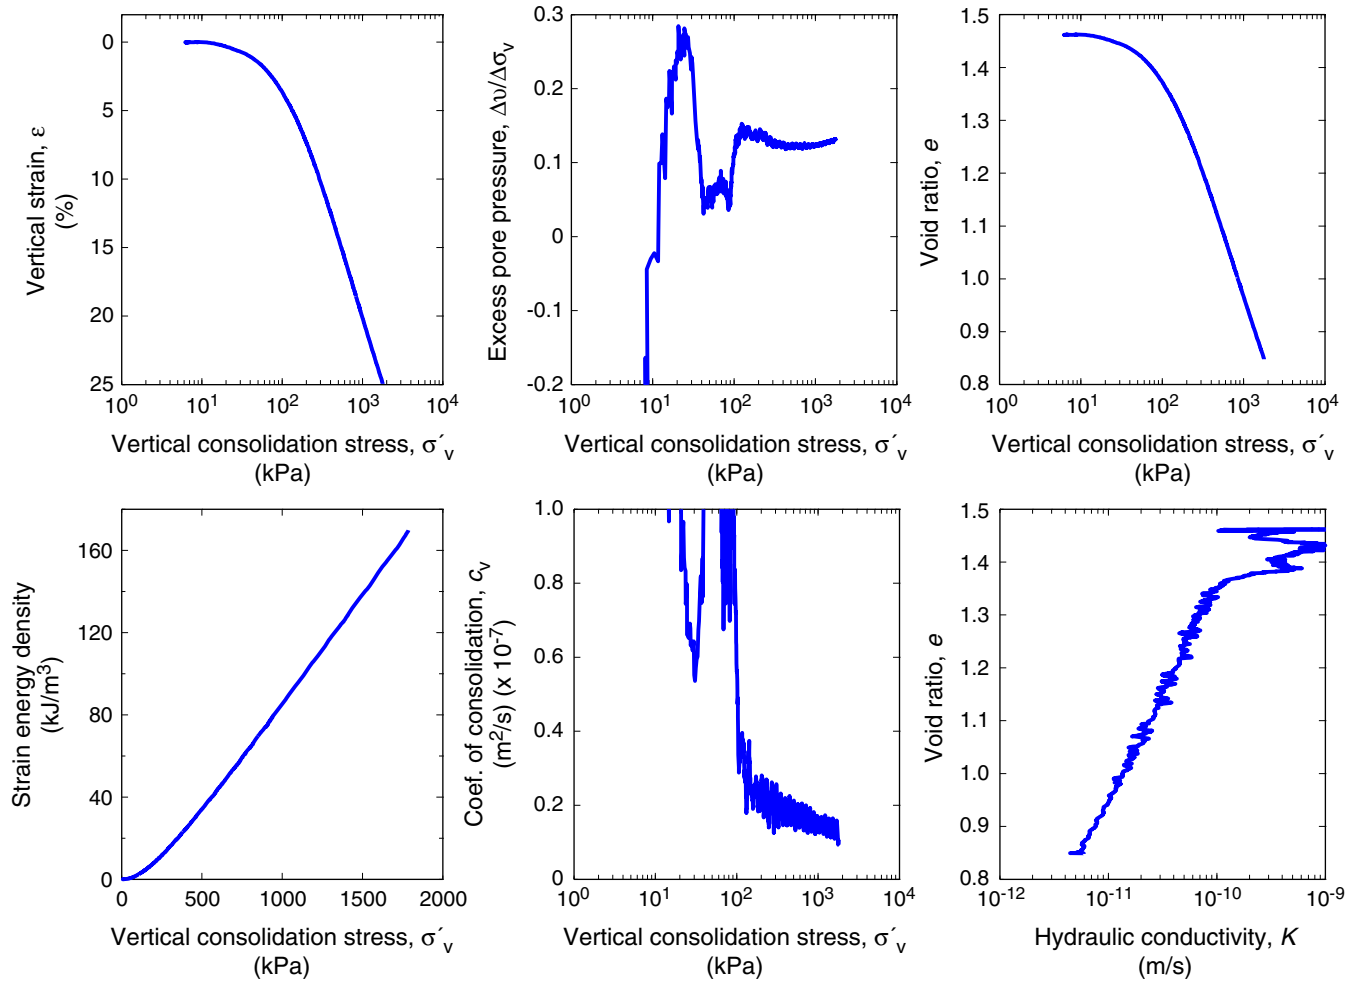 0
5
10
15
20
25
Vertical strain, ε
(%)
10⁰ 10¹ 10² 10³ 10⁴
Vertical consolidation stress, σ´ᵥ
(kPa)
0.3
0.2
0.1
0
-0.1
-0.2
Excess pore pressure, Δυ/Δσᵥ
10⁰ 10¹ 10² 10³ 10⁴
Vertical consolidation stress, σ´ᵥ
(kPa)
1.5
1.4
1.3
1.2
1.1
1.0
0.9
0.8
Void ratio, e
10⁰ 10¹ 10² 10³ 10⁴
Vertical consolidation stress, σ´ᵥ
(kPa)
160
120
80
40
0
Strain energy density
(kJ/m³)
0 500 1000 1500 2000
Vertical consolidation stress, σ´ᵥ
(kPa)
1.0
0.8
0.6
0.4
0.2
0
Coef. of consolidation, cᵥ
(m²/s) (x 10⁻⁷)
10⁰ 10¹ 10² 10³ 10⁴
Vertical consolidation stress, σ´ᵥ
(kPa)
1.5
1.4
1.3
1.2
1.1
1.0
0.9
0.8
Void ratio, e
10⁻¹² 10⁻¹¹ 10⁻¹⁰ 10⁻⁹
Hydraulic conductivity, K
(m/s)